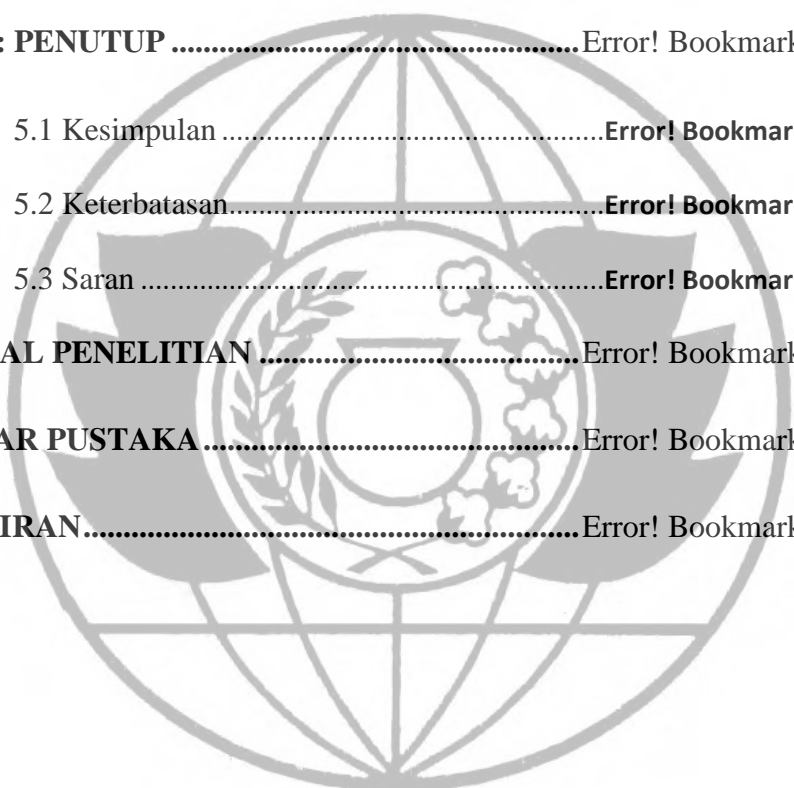 : PENUTUP ........................................................ Error! Bookmark
5.1 Kesimpulan ........................................................ Error! Bookmar
5.2 Keterbatasan........................................................ Error! Bookmar
5.3 Saran ........................................................ Error! Bookmar
AL PENELITIAN ........................................................ Error! Bookmark
AR PUSTAKA ........................................................ Error! Bookmark
IRAN........................................................ Error! Bookmark